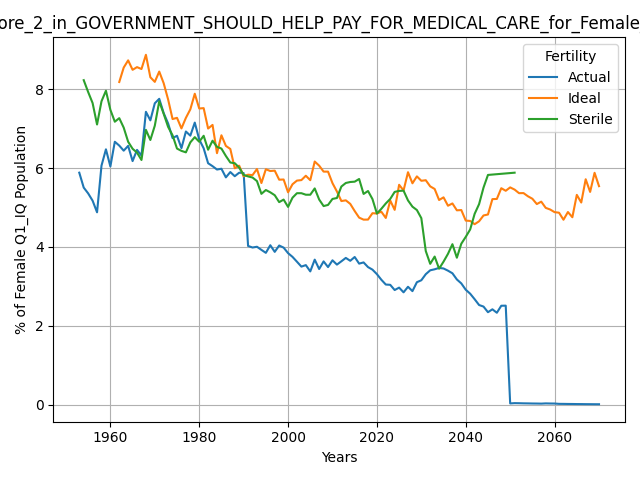 ore_2_in_GOVERNMENT_SHOULD_HELP_PAY_FOR_MEDICAL_CARE_for_Female
Fertility
Actual
Ideal
Sterile
% of Female Q1_IQ Population
8
6
4
2
0
1960 1980 2000 2020 2040 2060
Years